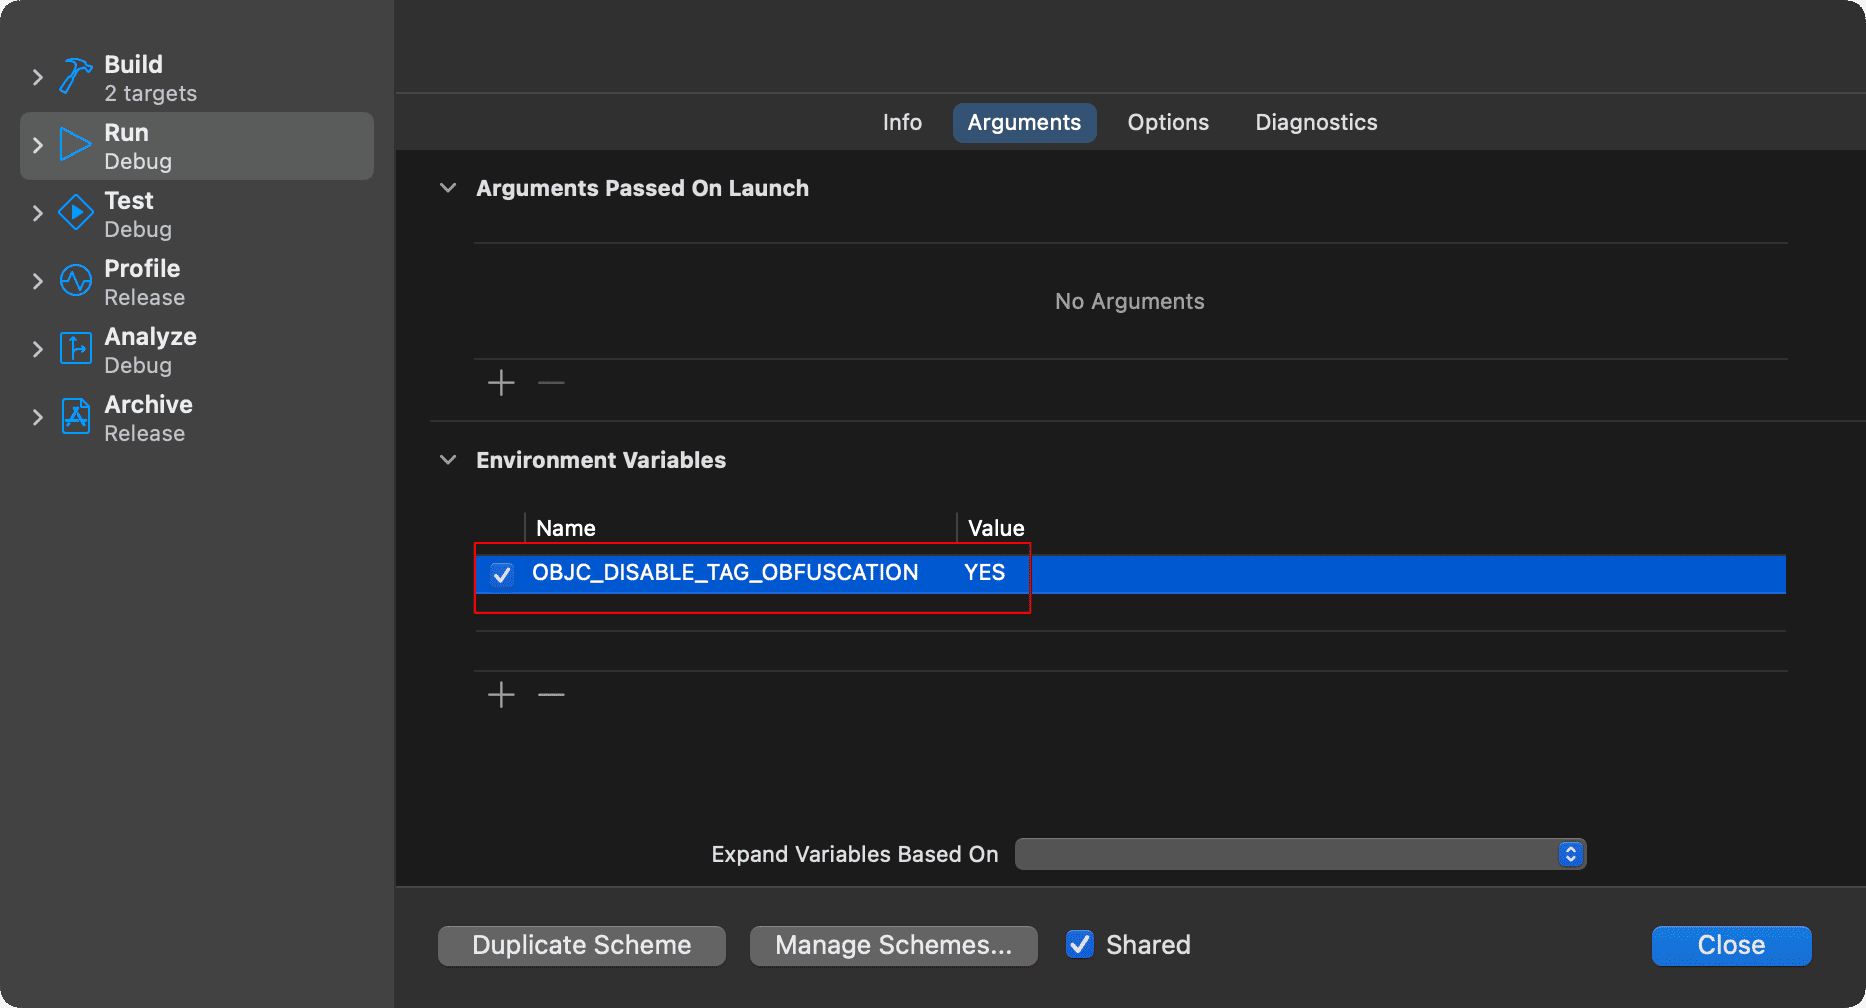 Build
2 targets
Run
Debug
Test
Debug
Profile
Release
Analyze
Debug
Archive
Release
Info Arguments Options Diagnostics
Arguments Passed On Launch
No Arguments
Environment Variables
Name Value
OBJC_DISABLE_TAG_OBFUSCATION YES
Expand Variables Based On
Duplicate Scheme Manage Schemes... Shared Close